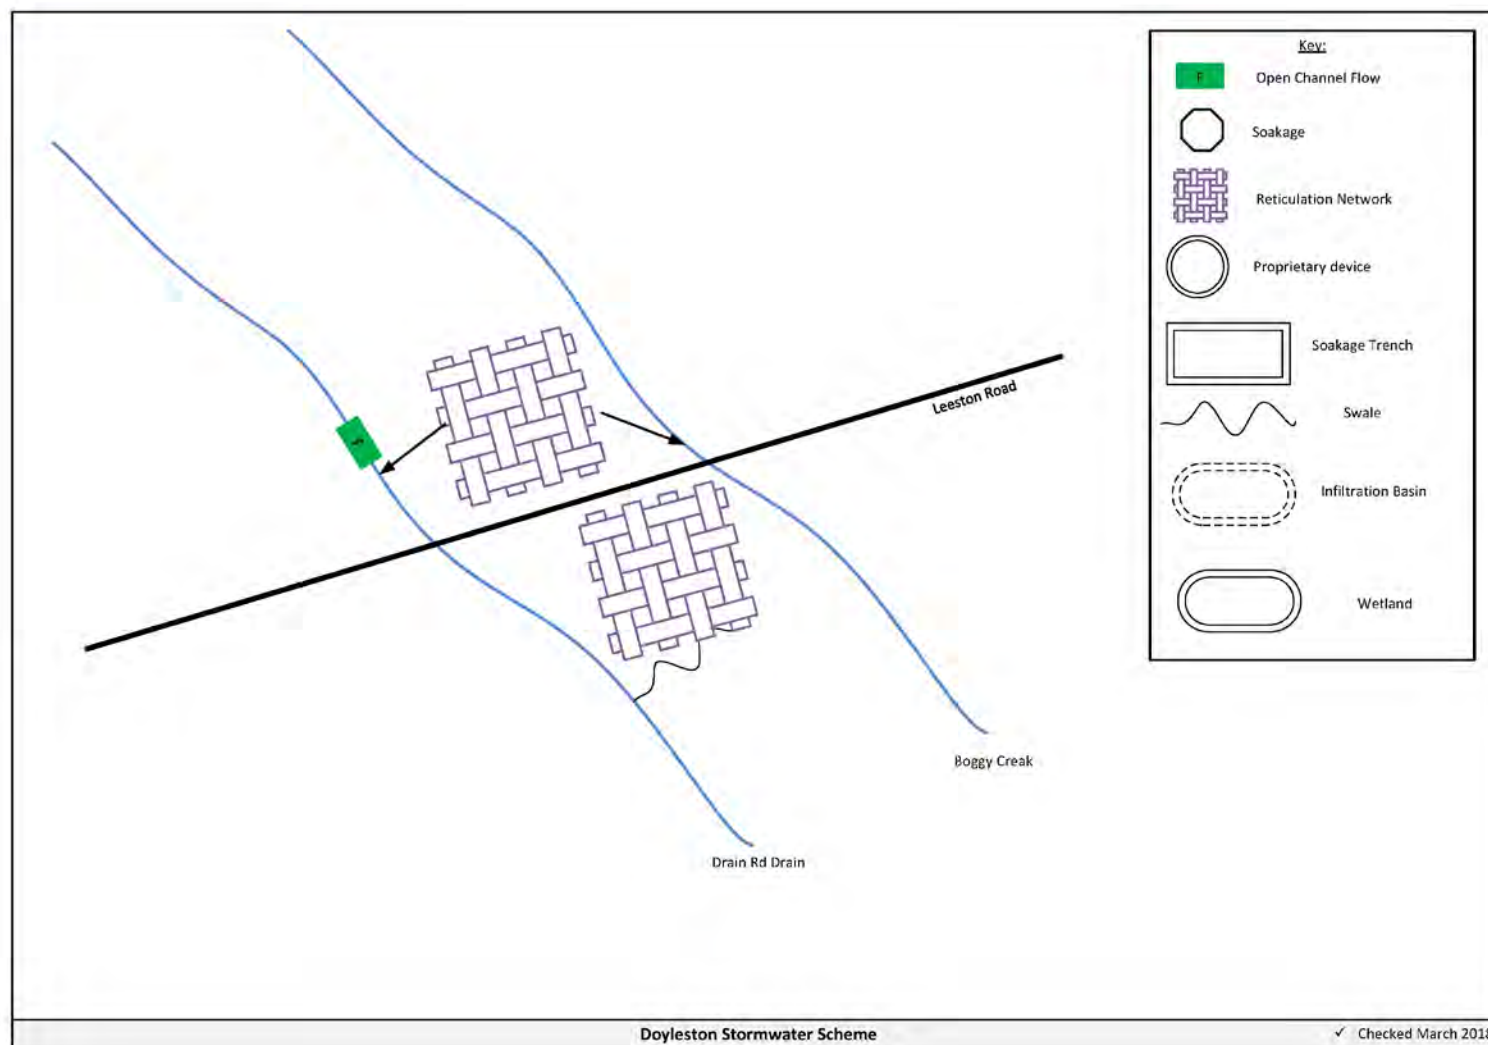 Key:
F
Open Channel Flow
Soakage
Reticulation Network
Proprietary device
Soakage Trench
Swale
Infiltration Basin
Wetland
Leeston Road
Boggy Creak
Drain Rd Drain
Doyleston Stormwater Scheme
✓ Checked March 2018